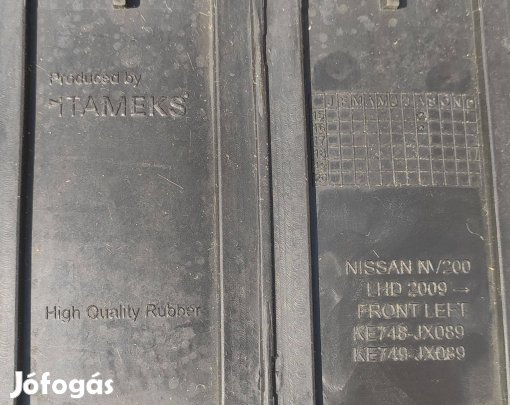 Produced by
TAMEKS
High Quality Rubber
NISSAN NV200
LHD 2009 →
FRONT LEFT
KE748-JX089
KE749-JX089
Jófogás